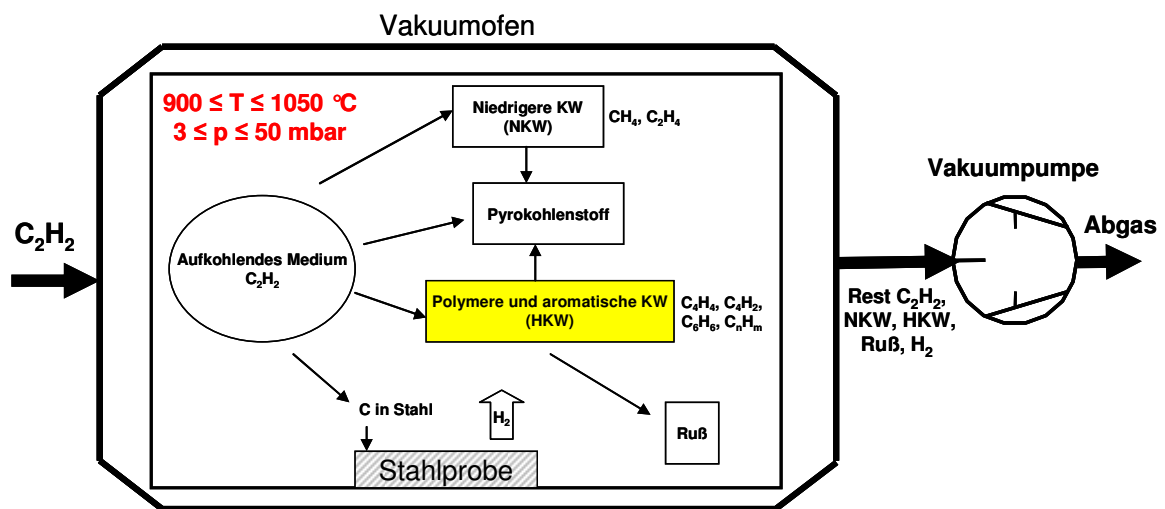 Vakuumofen
900 ≤ T ≤ 1050 °C
3 ≤ p ≤ 50 mbar
Niedrigere KW
(NKW)
CH₄, C₂H₄
Pyrokohlenstoff
Aufkohlendes Medium
C₂H₂
Polymere und aromatische KW
(HKW)
C₄H₄, C₄H₂,
C₆H₆, CₙHₘ
C in Stahl
H₂
Ruß
Stahlprobe
C₂H₂
Vakuumpumpe
Abgas
Rest C₂H₂,
NKW, HKW,
Ruß, H₂